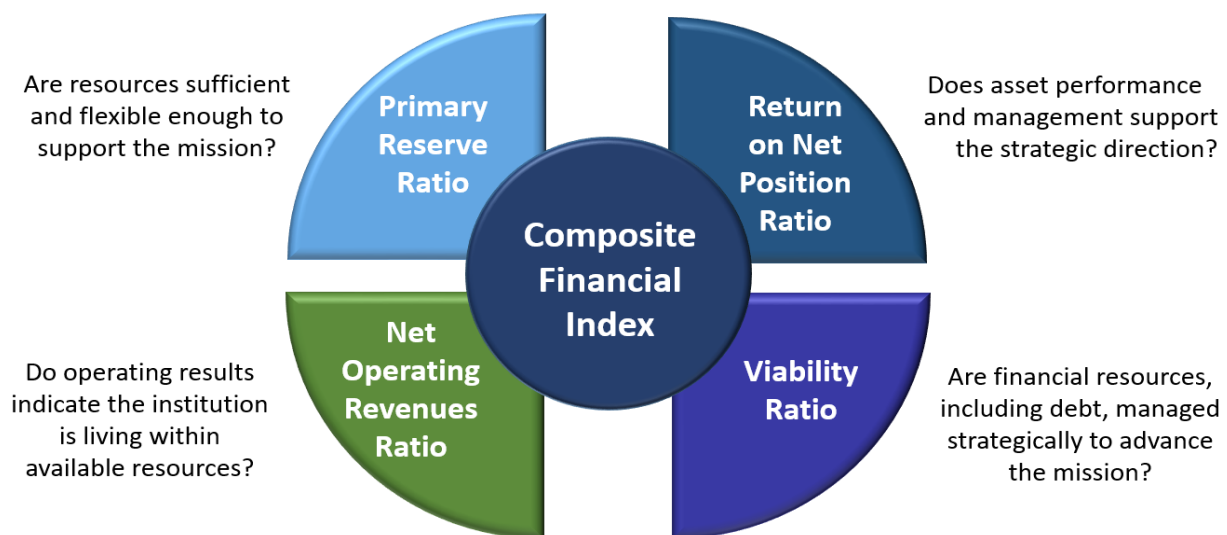 Are resources sufficient
and flexible enough to
support the mission?
Primary
Reserve
Ratio
Return
on Net
Position
Ratio
Does asset performance
and management support
the strategic direction?
Composite
Financial
Index
Do operating results
indicate the institution
is living within
available resources?
Net
Operating
Revenues
Ratio
Viability
Ratio
Are financial resources,
including debt, managed
strategically to advance
the mission?